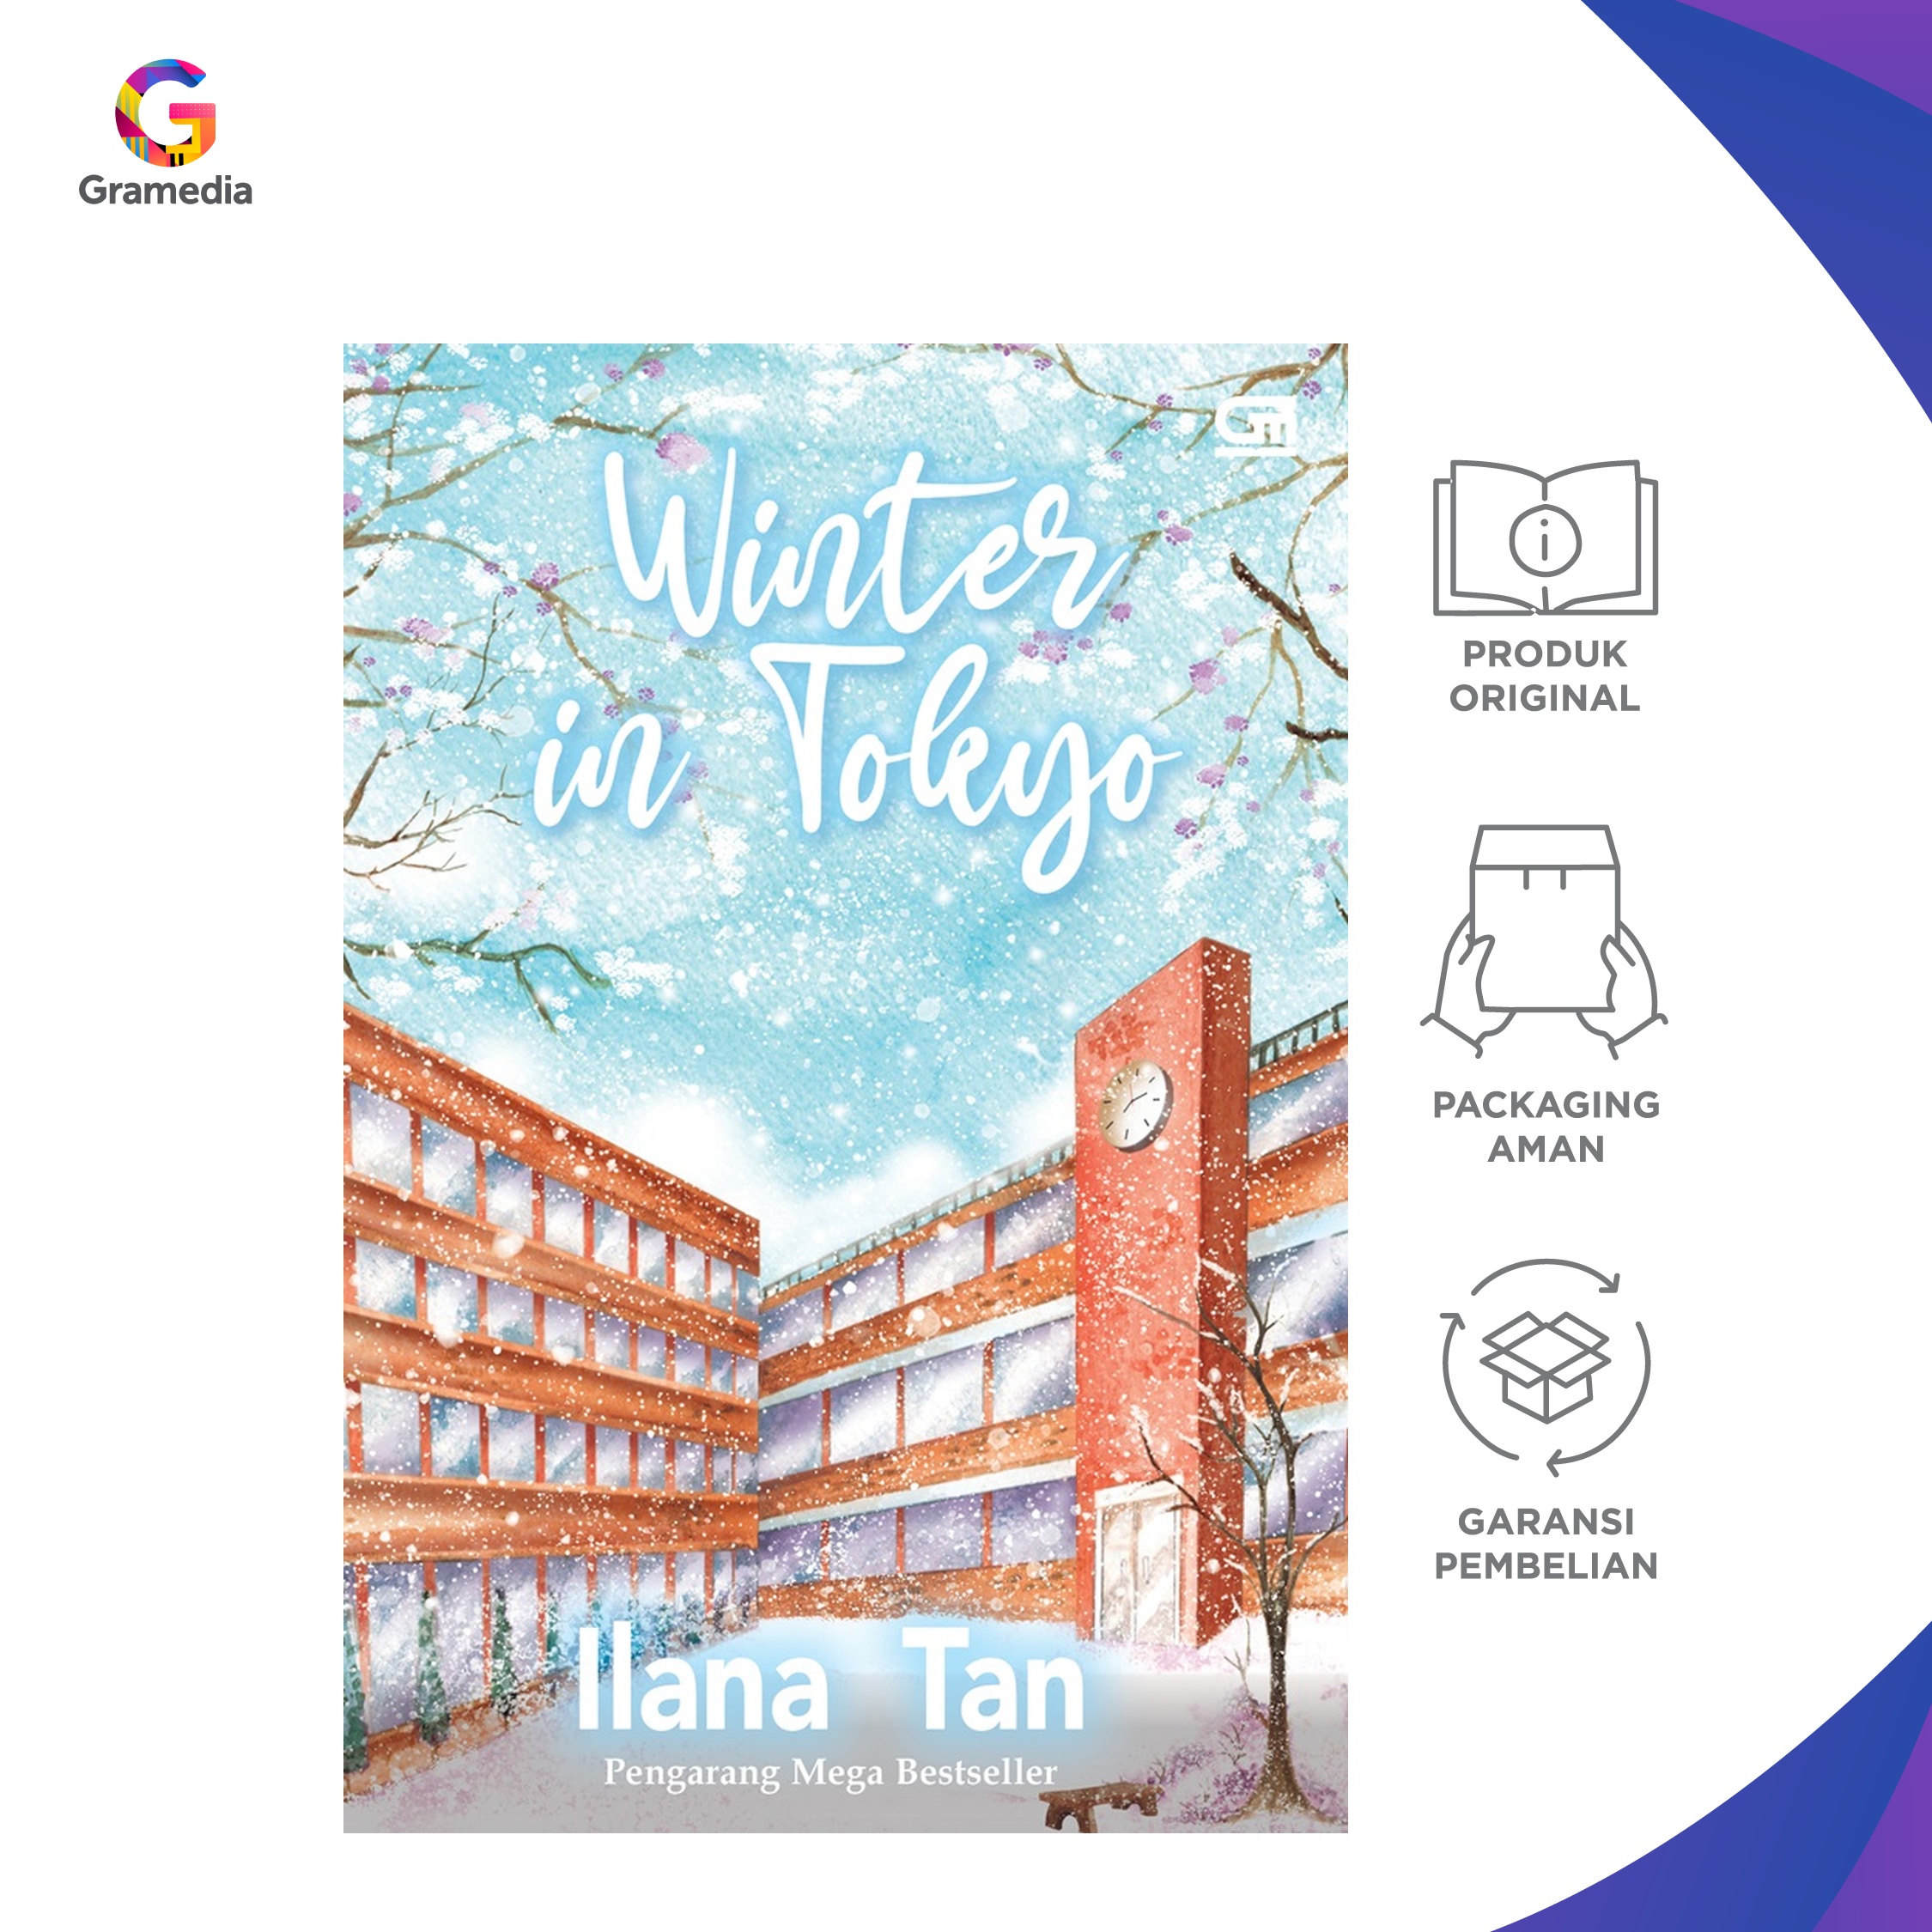 Gramedia
Winter
in Tokyo
Ilana Tan
Pengarang Mega Bestseller
PRODUK
ORIGINAL
PACKAGING
AMAN
GARANSI
PEMBELIAN